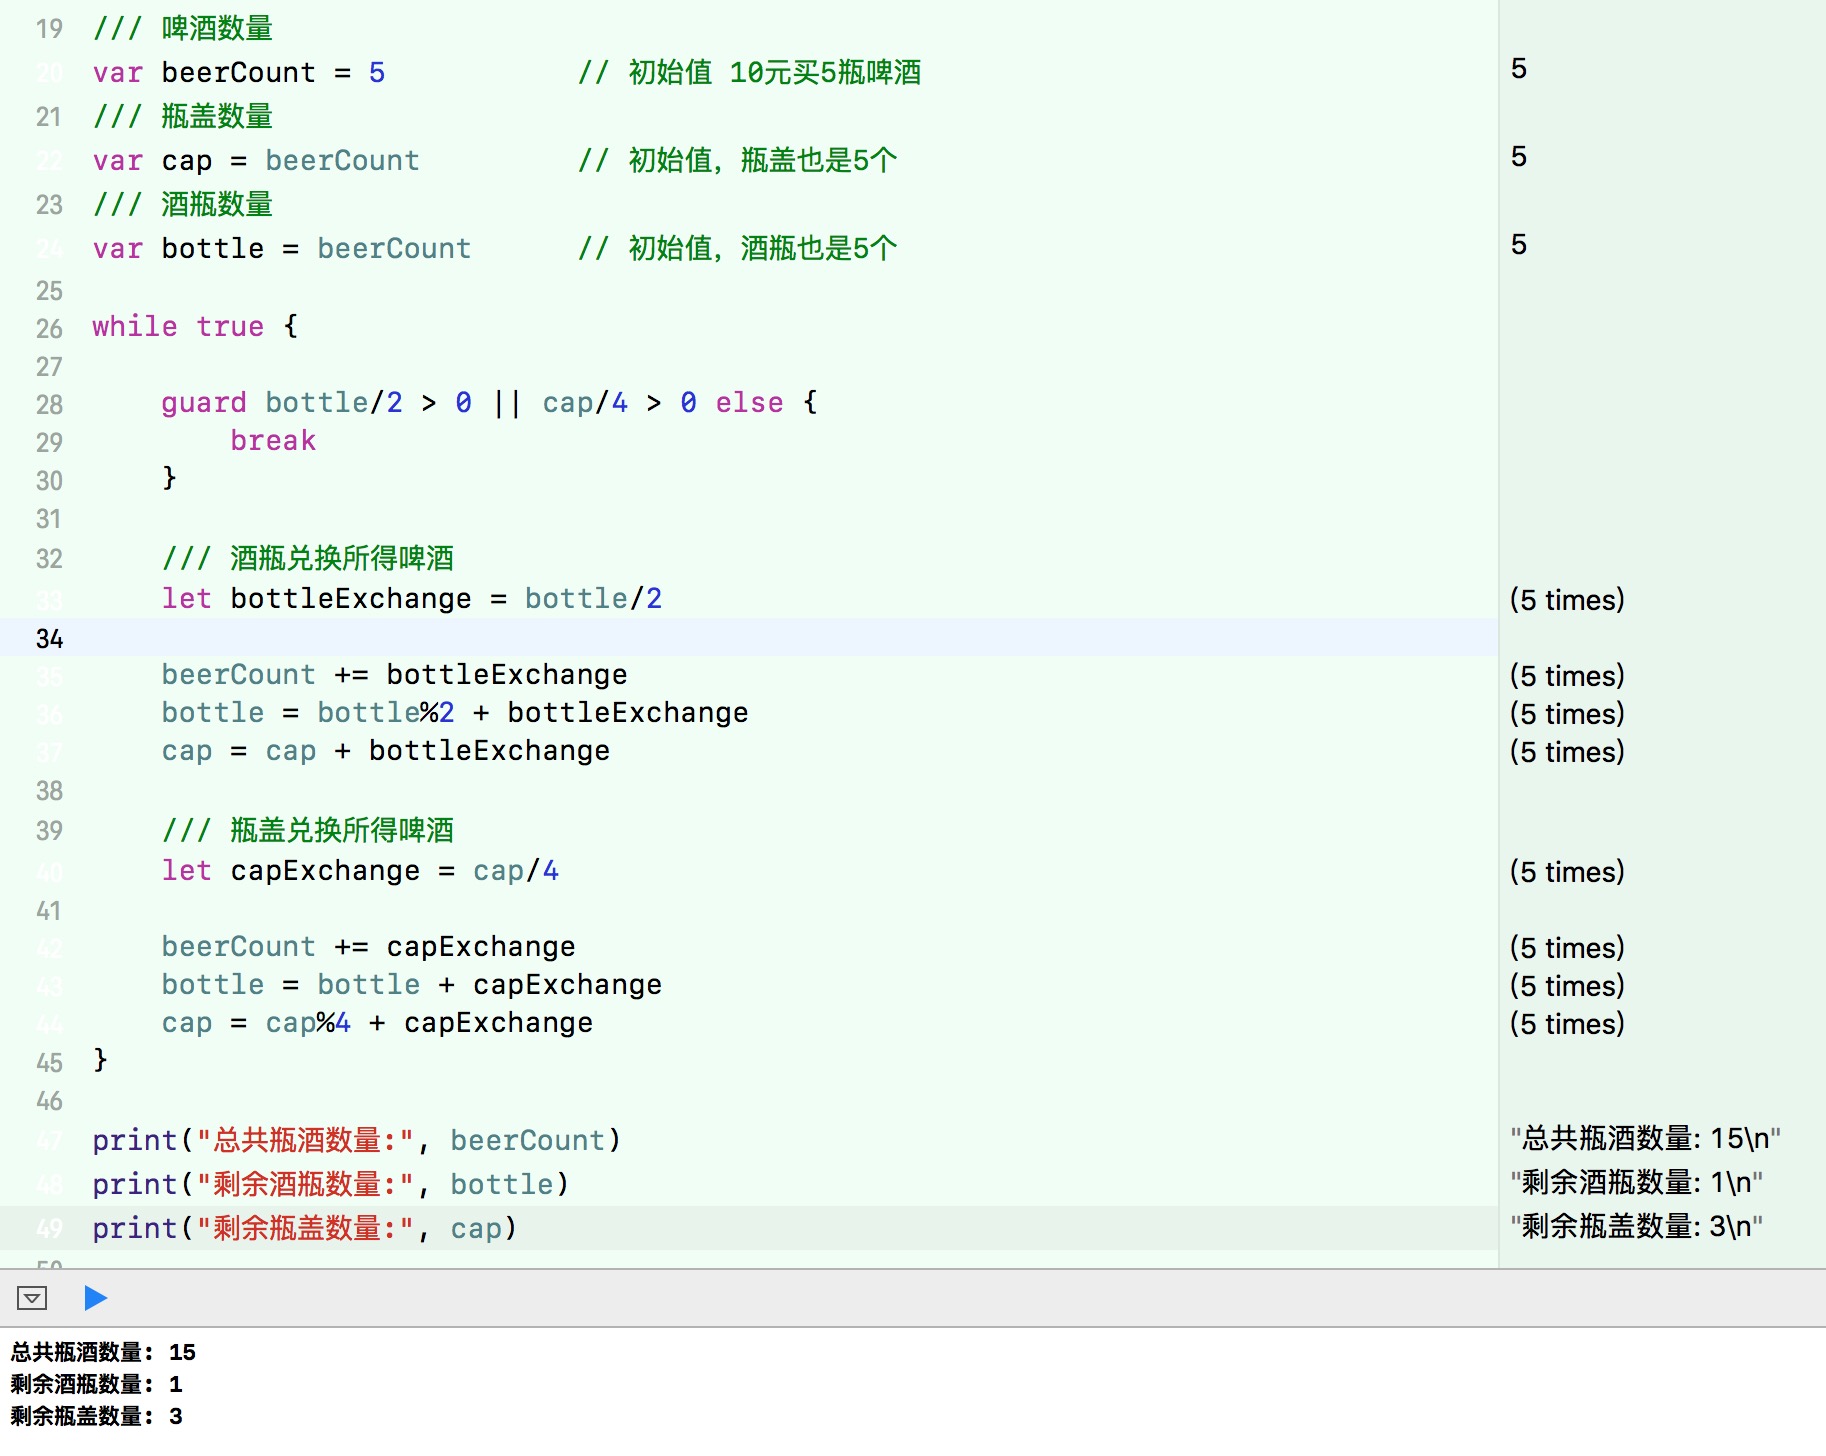 19 /// 啤酒数量
20 var beerCount = 5 // 初始值 10元买5瓶啤酒 5
21 /// 瓶盖数量
22 var cap = beerCount // 初始值，瓶盖也是5个 5
23 /// 酒瓶数量
24 var bottle = beerCount // 初始值，酒瓶也是5个 5
25
26 while true {
27
28 guard bottle/2 > 0 || cap/4 > 0 else {
29 break
30 }
31
32 /// 酒瓶兑换所得啤酒
33 let bottleExchange = bottle/2 (5 times)
34
35 beerCount += bottleExchange (5 times)
36 bottle = bottle%2 + bottleExchange (5 times)
37 cap = cap + bottleExchange (5 times)
38
39 /// 瓶盖兑换所得啤酒
40 let capExchange = cap/4 (5 times)
41
42 beerCount += capExchange (5 times)
43 bottle = bottle + capExchange (5 times)
44 cap = cap%4 + capExchange (5 times)
45 }
46
47 print("总共瓶酒数量:", beerCount) "总共瓶酒数量: 15\n"
48 print("剩余酒瓶数量:", bottle) "剩余酒瓶数量: 1\n"
49 print("剩余瓶盖数量:", cap) "剩余瓶盖数量: 3\n"
50
总共瓶酒数量: 15
剩余酒瓶数量: 1
剩余瓶盖数量: 3